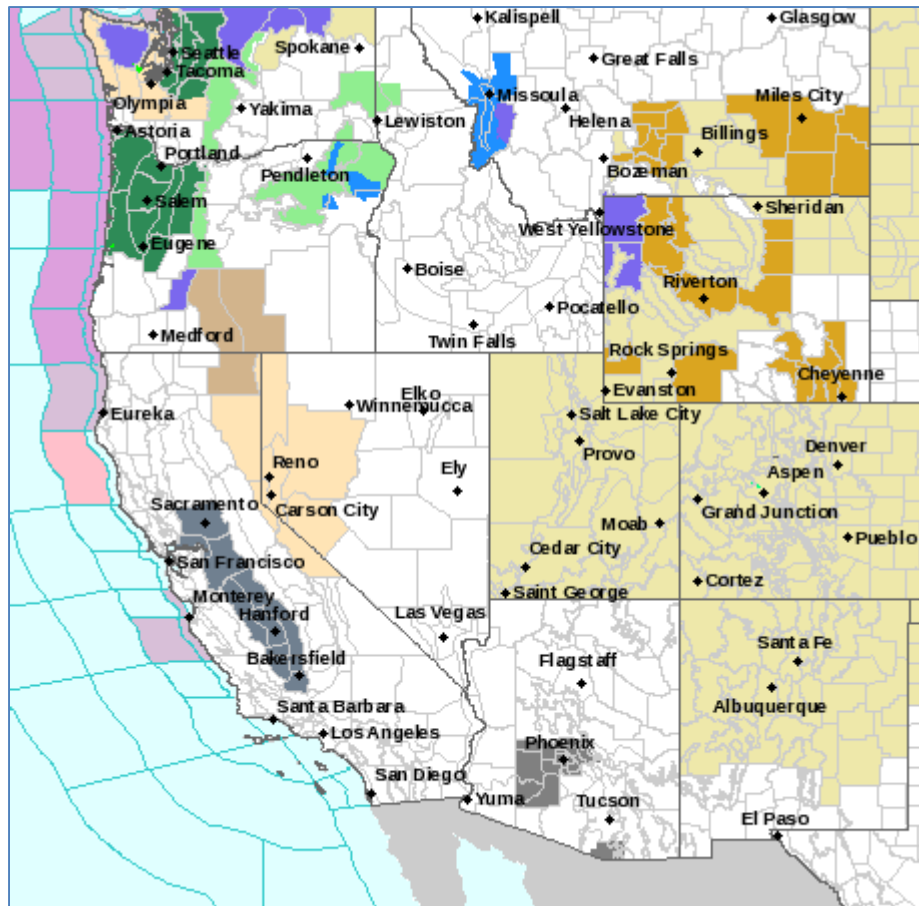 Kalispell
Glasgow
Seattle
Spokane
Great Falls
Tacoma
Missoula
Miles City
Olympia
Yakima
Lewiston
Helena
Astoria
Billings
Portland
Pendleton
Bozeman
Salem
Sheridan
West Yellowstone
Eugene
Boise
Riverton
Pocatello
Medford
Twin Falls
Rock Springs
Cheyenne
Elko
Evanston
Winnemucca
Eureka
Salt Lake City
Denver
Provo
Reno
Ely
Aspen
Sacramento
Carson City
Grand Junction
Moab
Pueblo
San Francisco
Cedar City
Cortez
Monterey
Saint George
Hanford
Las Vegas
Santa Fe
Bakersfield
Flagstaff
Albuquerque
Santa Barbara
Los Angeles
Phoenix
San Diego
Yuma
Tucson
El Paso